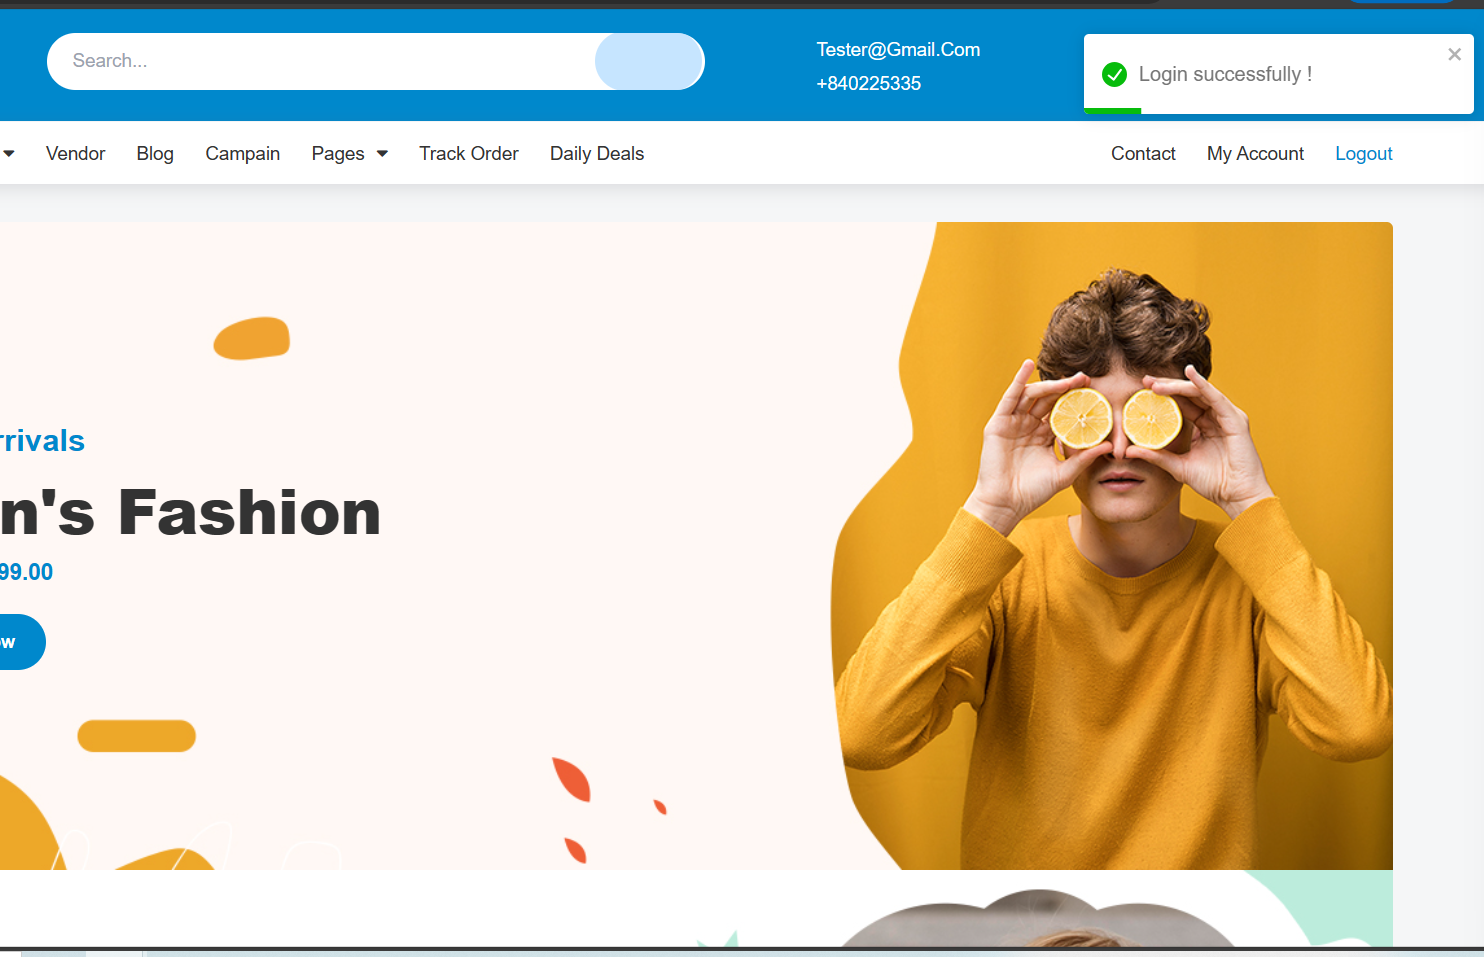 Search...
Tester@Gmail.Com
+840225335
Login successfully !
Vendor Blog Campain Pages Track Order Daily Deals Contact My Account Logout
rrivals
n's Fashion
99.00
ow